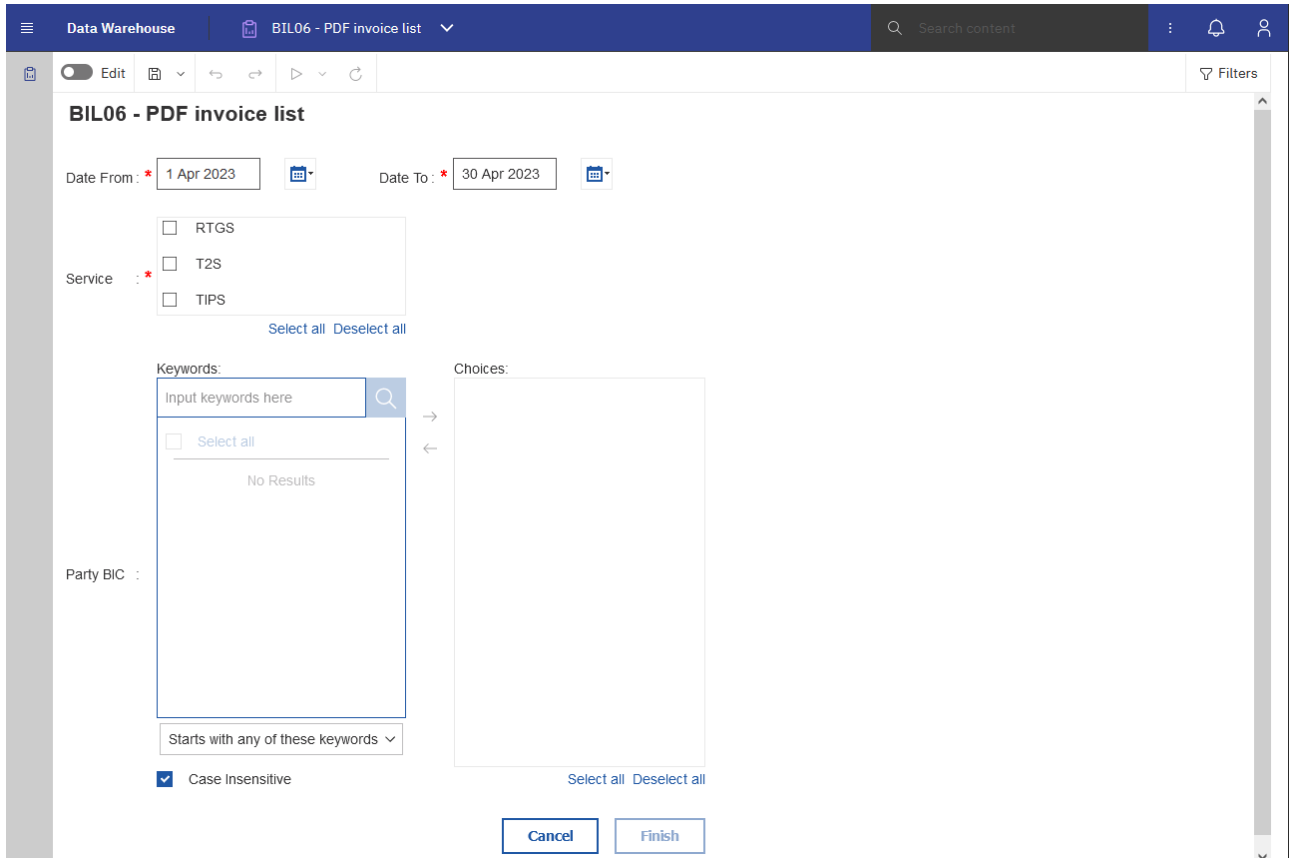 Data Warehouse BIL06 - PDF invoice list Search content
Edit Filters
BIL06 - PDF invoice list
Date From : * 1 Apr 2023 Date To : * 30 Apr 2023
RTGS
T2S
Service : *
TIPS
Select all Deselect all
Keywords: Choices:
Input keywords here
Select all
No Results
Party BIC :
Starts with any of these keywords
Case Insensitive Select all Deselect all
Cancel Finish